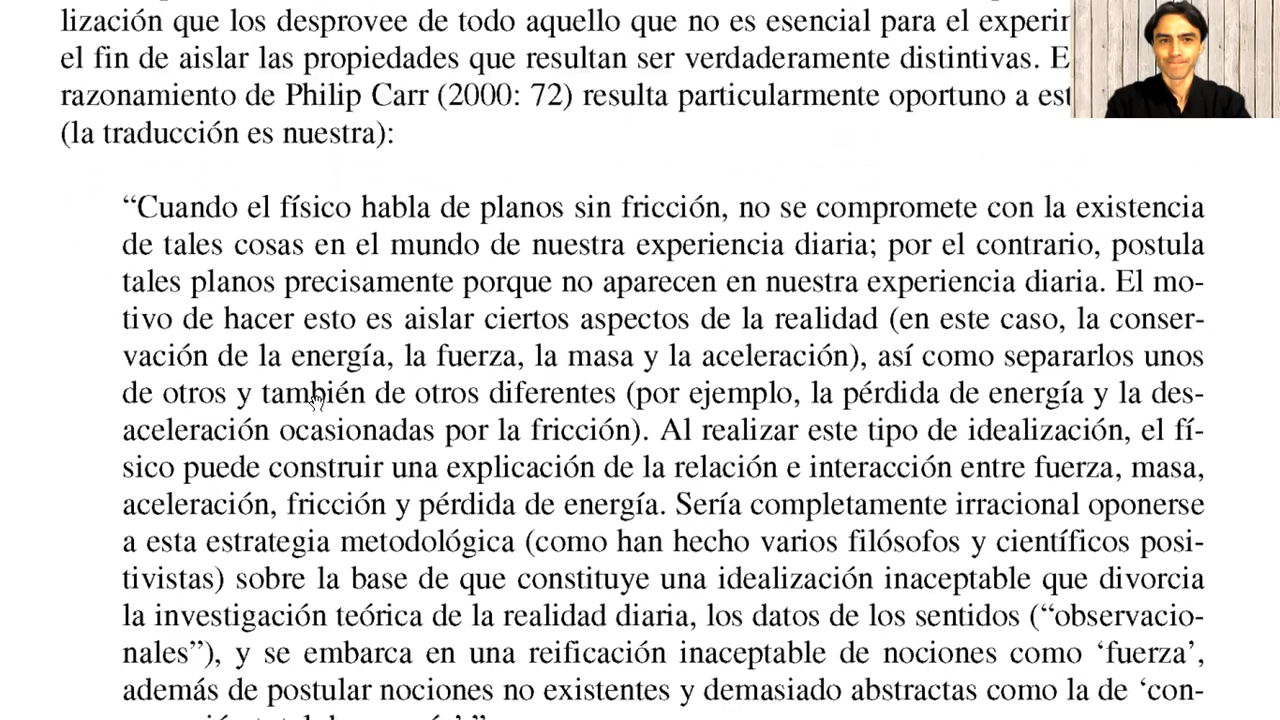 lización que los desprovee de todo aquello que no es esencial para el
el fin de aislar las propiedades que resultan ser verdaderamente distintivas.
razonamiento de Philip Carr (2000: 72) resulta particularmente oportuno a
(la traducción es nuestra):
“Cuando el físico habla de planos sin fricción, no se compromete con la existencia
de tales cosas en el mundo de nuestra experiencia diaria; por el contrario, postula
tales planos precisamente porque no aparecen en nuestra experiencia diaria. El mo-
tivo de hacer esto es aislar ciertos aspectos de la realidad (en este caso, la conser-
vación de la energía, la fuerza, la masa y la aceleración), así como separarlos unos
de otros y también de otros diferentes (por ejemplo, la pérdida de energía y la des-
aceleración ocasionadas por la fricción). Al realizar este tipo de idealización, el fí-
sico puede construir una explicación de la relación e interacción entre fuerza, masa,
aceleración, fricción y pérdida de energía. Sería completamente irracional oponerse
a esta estrategia metodológica (como han hecho varios filósofos y científicos posi-
tivistas) sobre la base de que constituye una idealización inaceptable que divorcia
la investigación teórica de la realidad diaria, los datos de los sentidos (“observacio-
nales”), y se embarca en una reificación inaceptable de nociones como ‘fuerza’,
además de postular nociones no existentes y demasiado abstractas como la de ‘con-